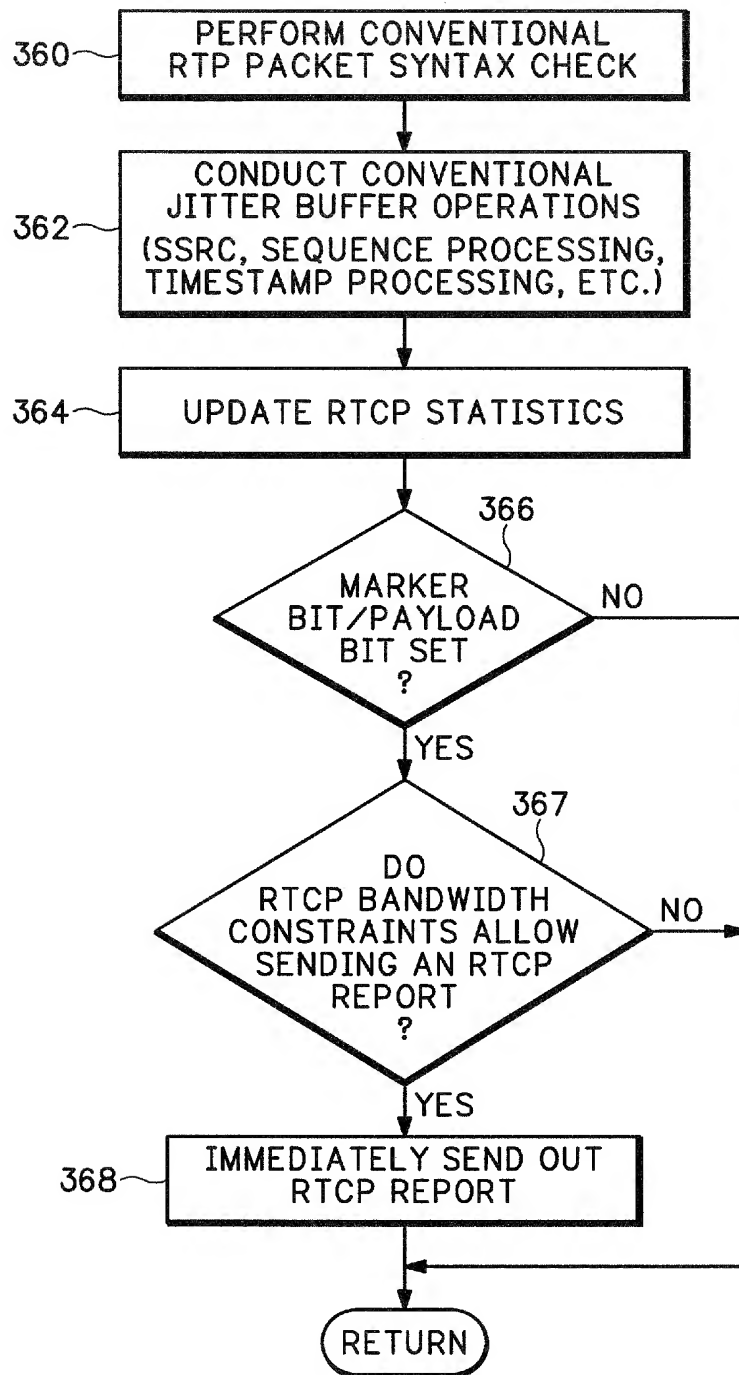 PERFORM CONVENTIONAL
RTP PACKET SYNTAX CHECK
360
CONDUCT CONVENTIONAL
JITTER BUFFER OPERATIONS
(SSRC, SEQUENCE PROCESSING,
TIMESTAMP PROCESSING, ETC.)
362
364
UPDATE RTCP STATISTICS
366
MARKER
BIT/PAYLOAD
BIT SET
?
NO
YES
367
DO
RTCP BANDWIDTH
CONSTRAINTS ALLOW
SENDING AN RTCP
REPORT
?
NO
YES
IMMEDIATELY SEND OUT
RTCP REPORT
368
RETURN